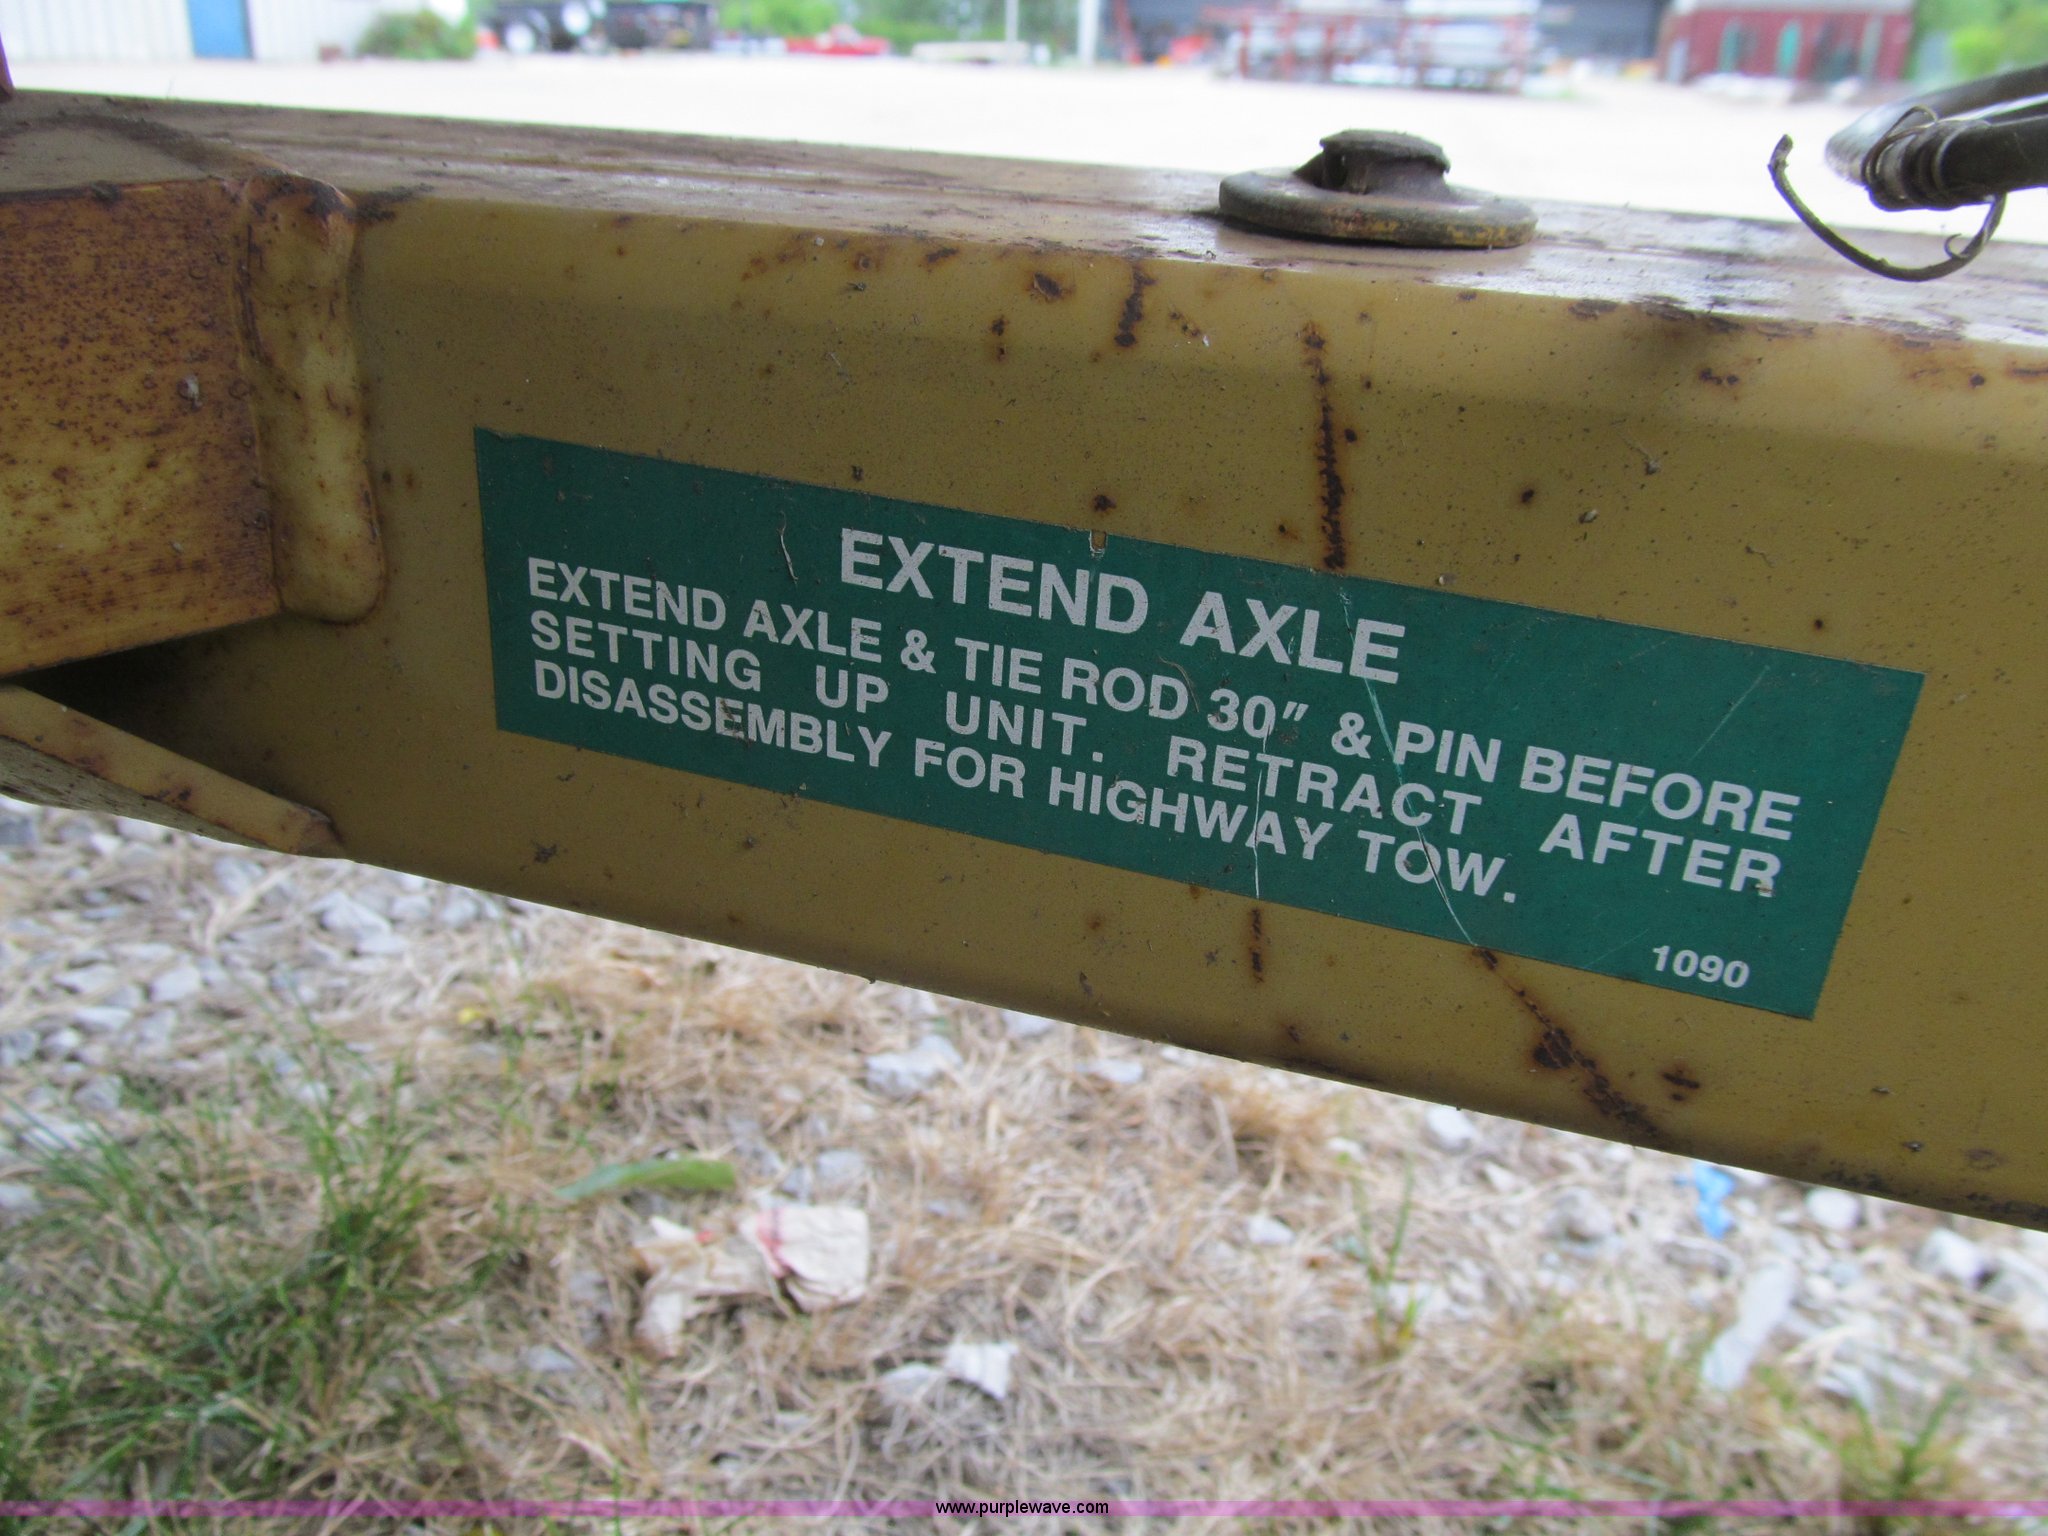 EXTEND AXLE
EXTEND AXLE & TIE ROD 30" & PIN BEFORE
SETTING UP UNIT. RETRACT AFTER
DISASSEMBLY FOR HIGHWAY TOW.
1090
www.purplewave.com